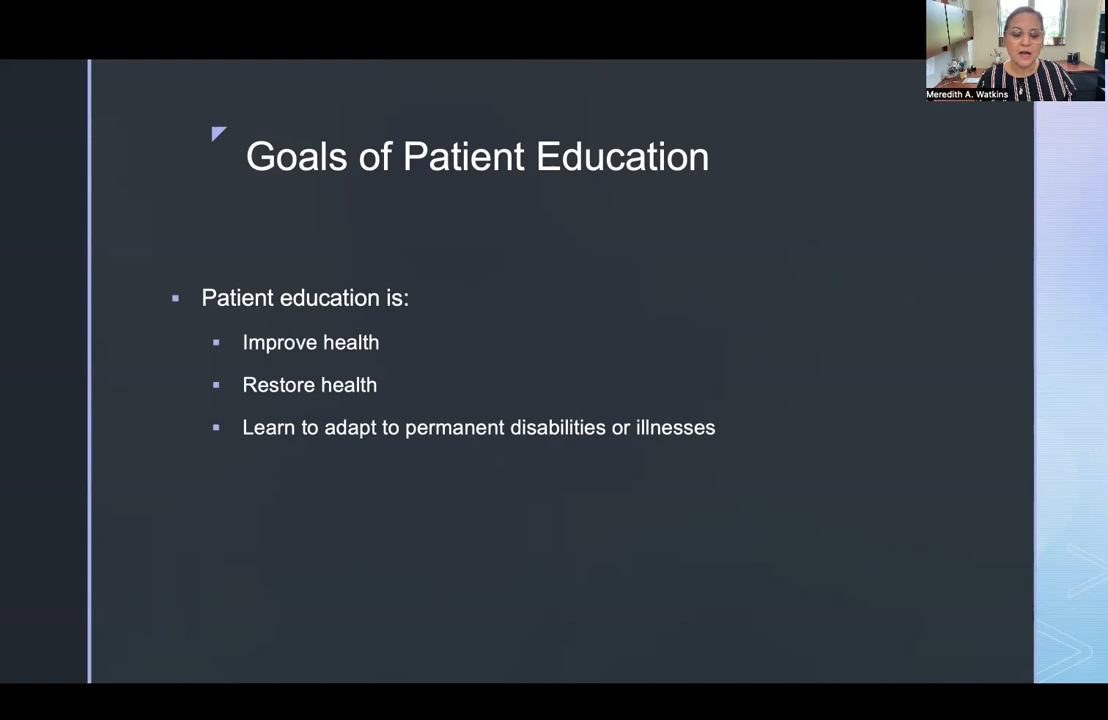 Meredith A. Watkins
Goals of Patient Education
Patient education is:
Improve health
Restore health
Learn to adapt to permanent disabilities or illnesses